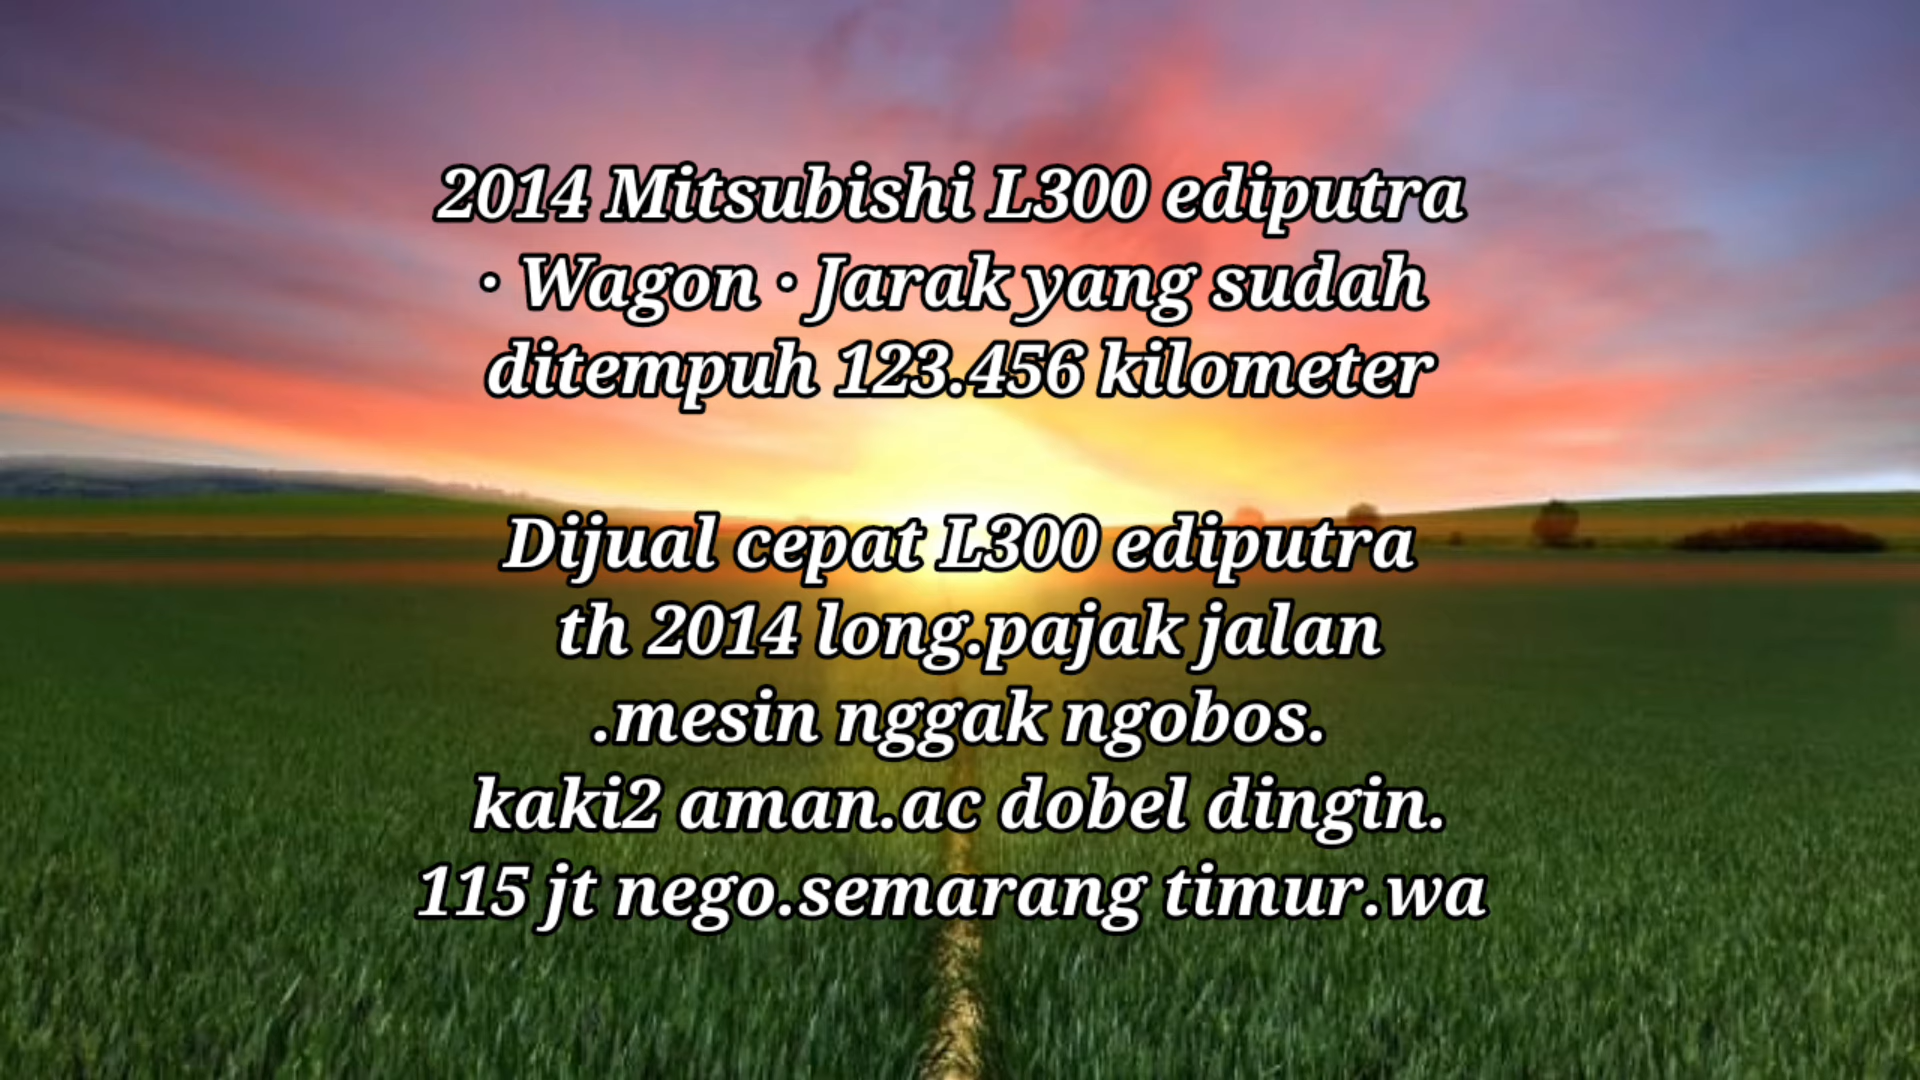 2014 Mitsubishi L300 ediputra
· Wagon · Jarak yang sudah
ditempuh 123.456 kilometer
Dijual cepat L300 ediputra
th 2014 long.pajak jalan
.mesin nggak ngobos.
kaki2 aman.ac dobel dingin.
115 jt nego.semarang timur.wa